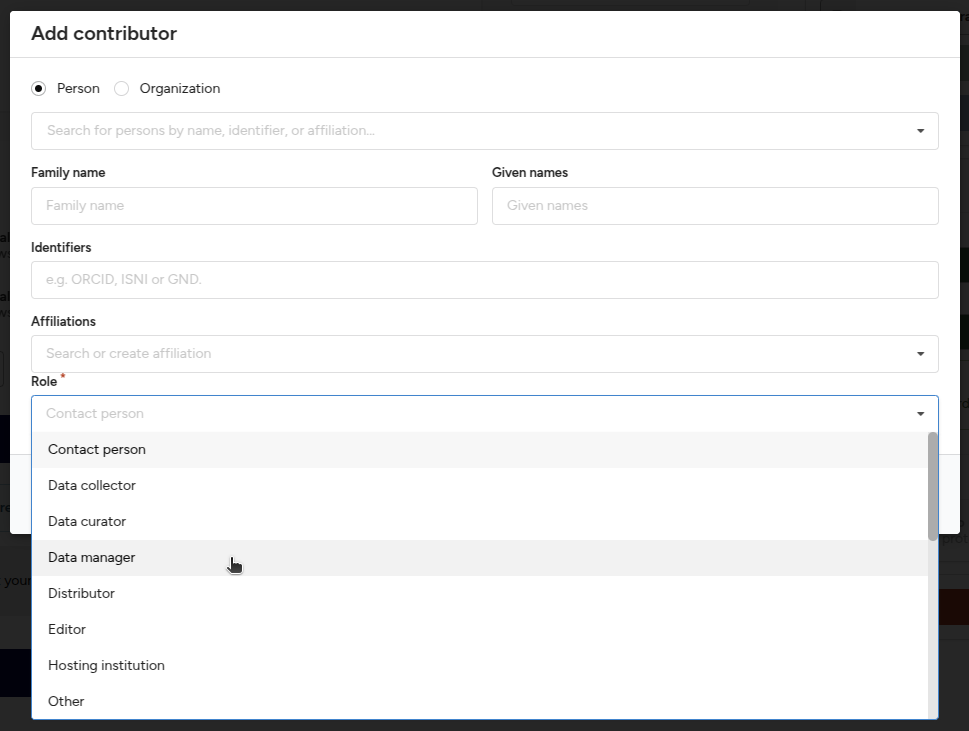 Add contributor
Person Organization
Search for persons by name, identifier, or affiliation...
Family name Given names
Family name Given names
Identifiers
e.g. ORCID, ISNI or GND.
Affiliations
Search or create affiliation
Role *
Contact person
Contact person
Data collector
Data curator
Data manager
your
Distributor
Editor
Hosting institution
Other